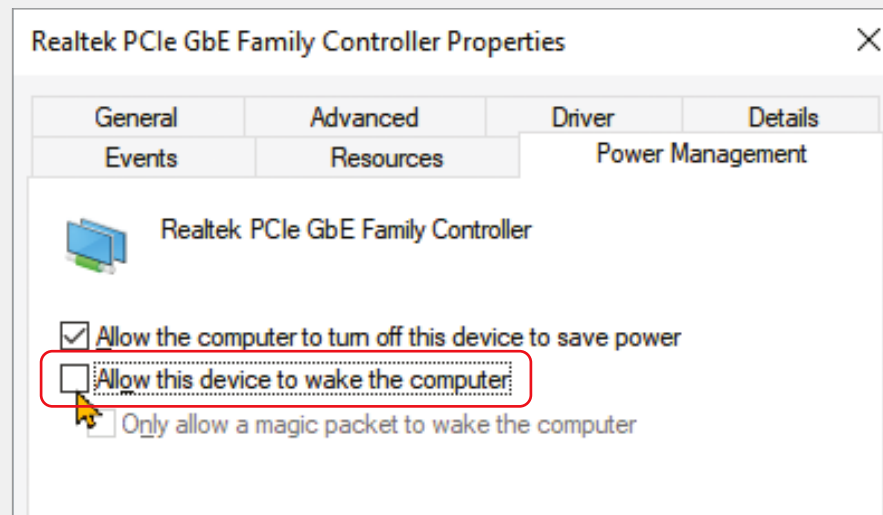 Realtek PCIe GbE Family Controller Properties
General Advanced Driver Details
Events Resources Power Management
Realtek PCIe GbE Family Controller
Allow the computer to turn off this device to save power
Allow this device to wake the computer
Only allow a magic packet to wake the computer